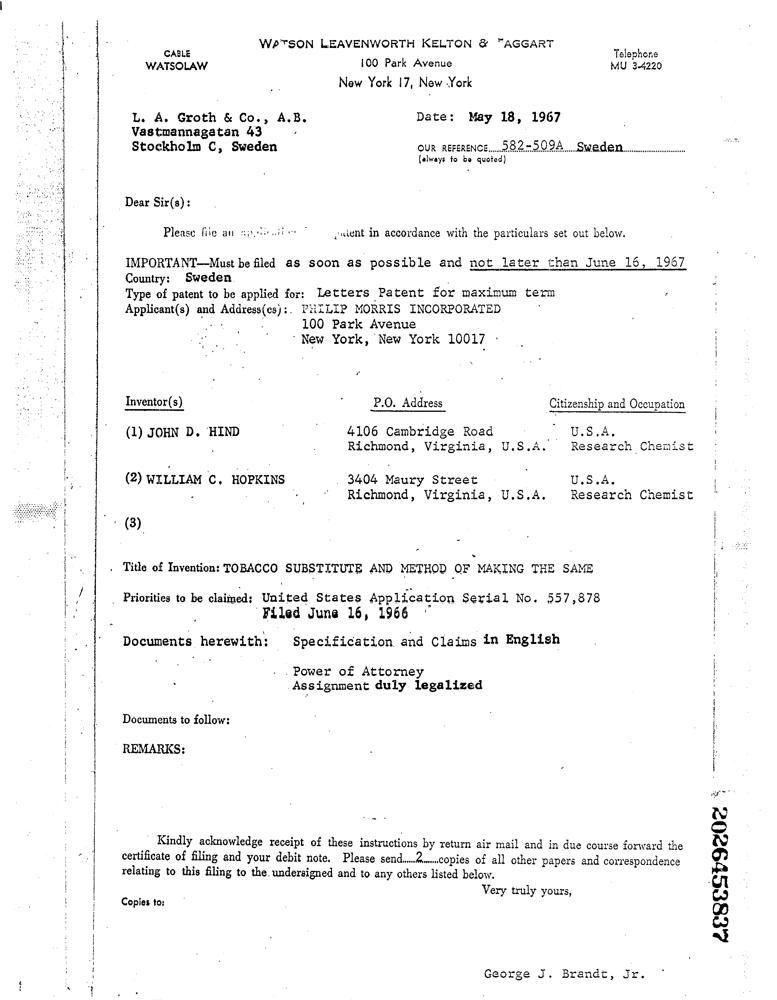 WATSON LEAVENWORTH KELTON & TAGGART
CABLE
WATSOLAW
100 Park Avenue
New York 17, New York
Telephone
MU 3-4220
L. A. Groth & Co., A.B.
Vastmannagatan 43
Stockholm C, Sweden
Date: May 18, 1967
OUR REFERENCE 582-509A Sweden
(always to be quoted)
Dear Sir(s):
Please file an in accordance with the particulars set out below.
IMPORTANT—Must be filed as soon as possible and not later than June 16, 1967
Country: Sweden
Type of patent to be applied for: Letters Patent for maximum term
Applicant(s) and Address(es): PHILIP MORRIS INCORPORATED
100 Park Avenue
New York, New York 10017
Inventor(s) P.O. Address Citizenship and Occupation
(1) JOHN D. HIND 4106 Cambridge Road U.S.A.
Richmond, Virginia, U.S.A. Research Chemist
(2) WILLIAM C. HOPKINS 3404 Maury Street U.S.A.
Richmond, Virginia, U.S.A. Research Chemist
(3)
Title of Invention: TOBACCO SUBSTITUTE AND METHOD OF MAKING THE SAME
Priorities to be claimed: United States Application Serial No. 557,878
Filed June 16, 1966
Documents herewith: Specification and Claims in English
Power of Attorney
Assignment duly legalized
Documents to follow:
REMARKS:
Kindly acknowledge receipt of these instructions by return air mail and in due course forward the
certificate of filing and your debit note. Please send......2......copies of all other papers and correspondence
relating to this filing to the undersigned and to any others listed below.
Very truly yours,
Copies to:
George J. Brandt, Jr.
2026453837